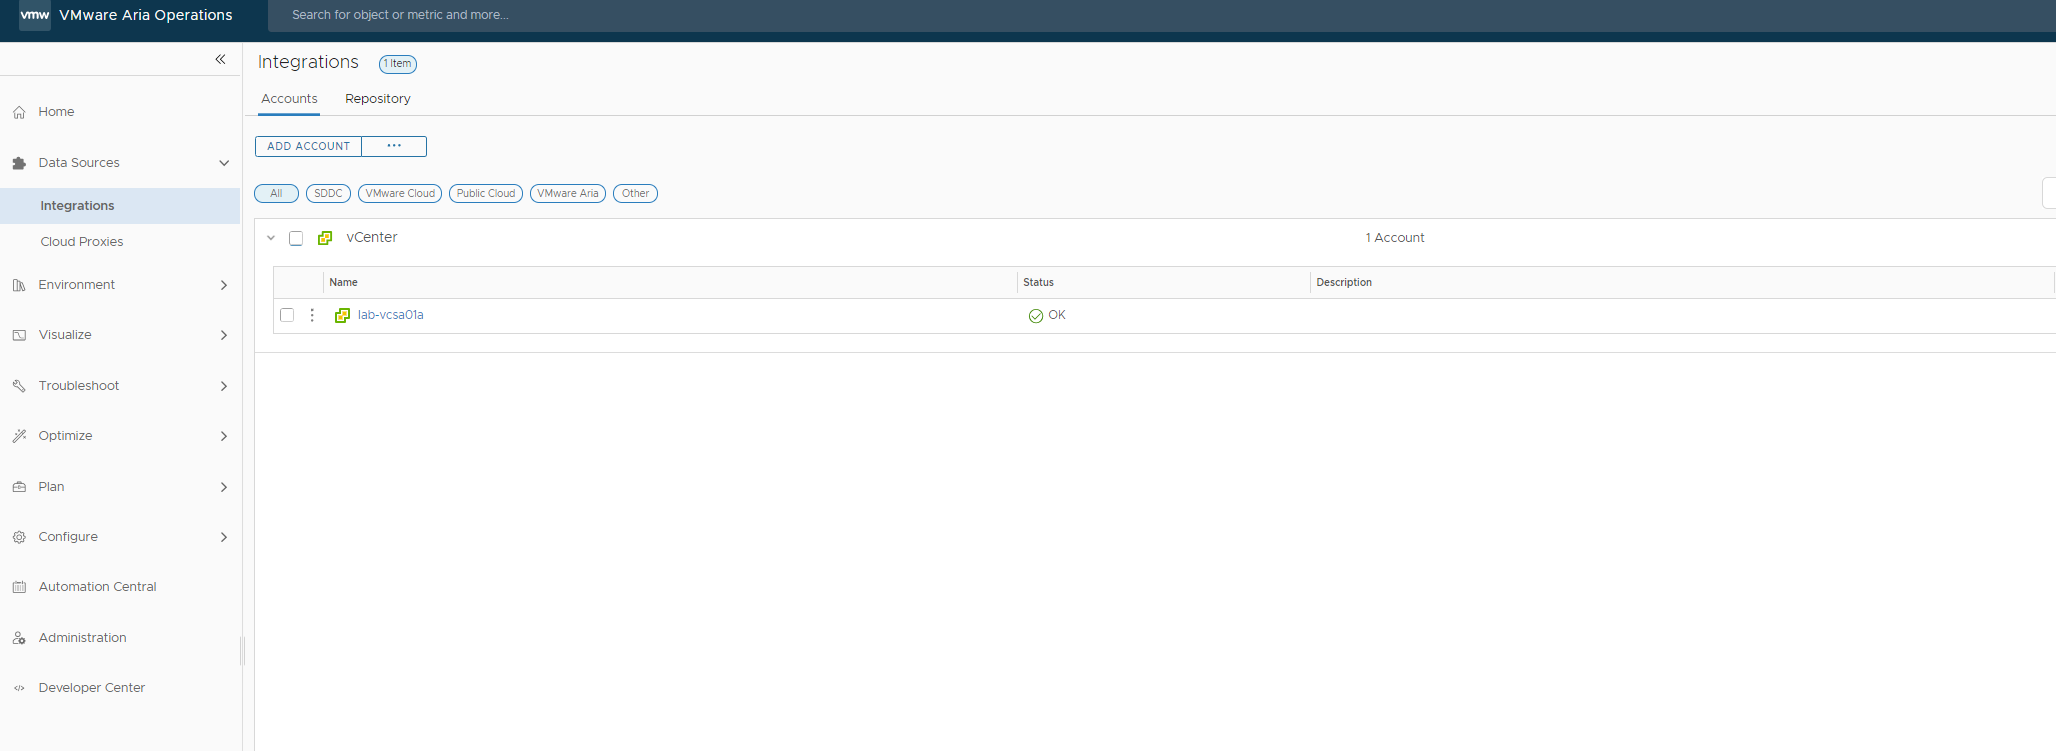 vmw VMware Aria Operations
Search for object or metric and more...
Integrations 1 Item
Accounts Repository
ADD ACCOUNT ...
All SDDC VMware Cloud Public Cloud VMware Aria Other
vCenter 1 Account
Name Status Description
lab-vcsa01a OK
Home
Data Sources
Integrations
Cloud Proxies
Environment
Visualize
Troubleshoot
Optimize
Plan
Configure
Automation Central
Administration
Developer Center